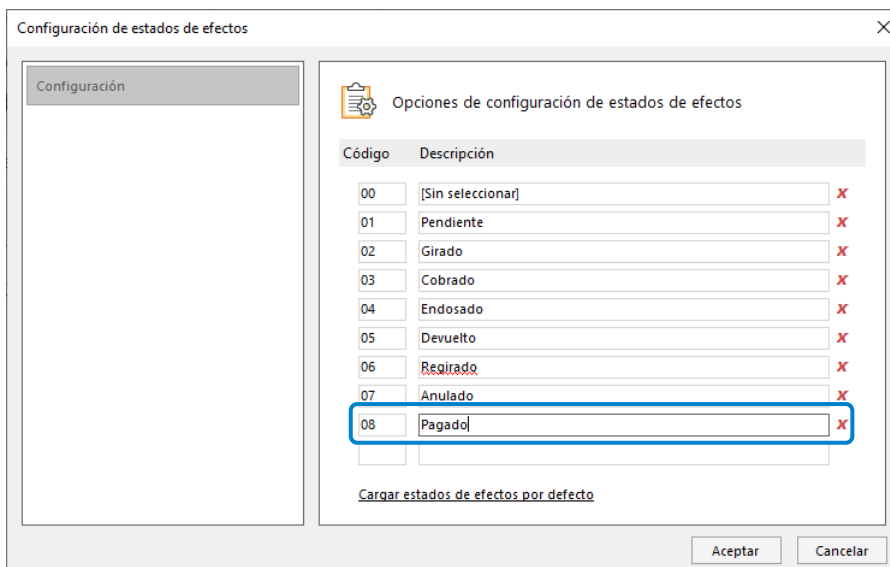 Configuración de estados de efectos
Configuración
Opciones de configuración de estados de efectos
Código Descripción
00 [Sin seleccionar] X
01 Pendiente X
02 Girado X
03 Cobrado X
04 Endosado X
05 Devuelto X
06 Regirado X
07 Anulado X
08 Pagado X
Cargar estados de efectos por defecto
Aceptar Cancelar